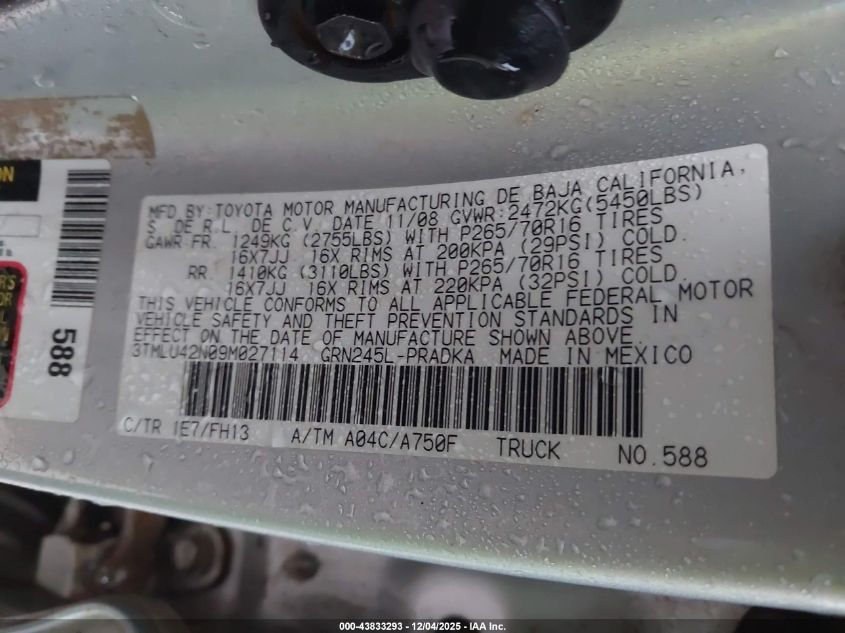 ON
588
MFD BY:TOYOTA MOTOR MANUFACTURING DE BAJA CALIFORNIA,
S. DE R.L. DE C.V. DATE 11/08 GVWR:2472KG(5450LBS)
GAWR FR. 1249KG (2755LBS) WITH P265/70R16 TIRES
16X7JJ 16X RIMS AT 200KPA (29PSI) COLD.
RR. 1410KG (3110LBS) WITH P265/70R16 TIRES
16X7JJ 16X RIMS AT 220KPA (32PSI) COLD.
THIS VEHICLE CONFORMS TO ALL APPLICABLE FEDERAL MOTOR
VEHICLE SAFETY AND THEFT PREVENTION STANDARDS IN
EFFECT ON THE DATE OF MANUFACTURE SHOWN ABOVE.
3TMLU42N09M027114 GRN245L-PRADKA MADE IN MEXICO
C/TR 1E7/FH13 A/TM A04C/A750F TRUCK NO.588
000-43833293 - 12/04/2025 - IAA Inc.